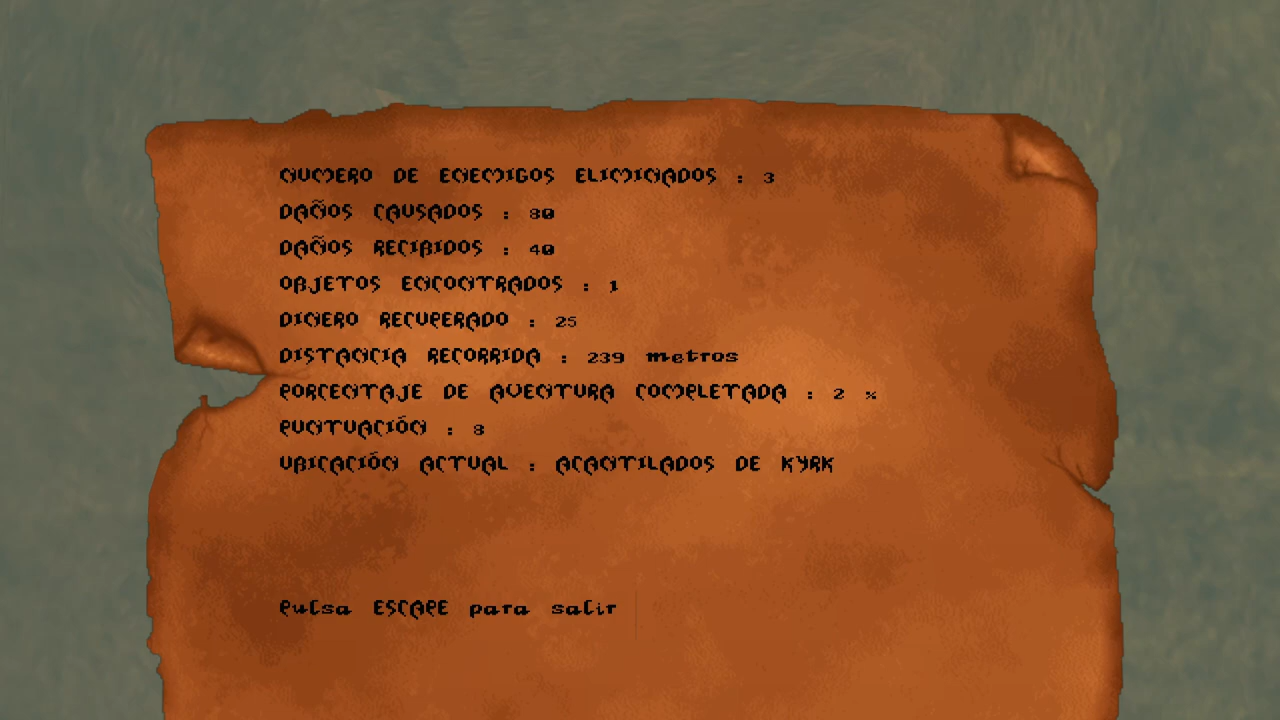 NUMERO DE ENEMIGOS ELIMINADOS : 3
DAÑOS CAUSADOS : 80
DAÑOS RECIBIDOS : 40
OBJETOS ENCONTRADOS : 1
DINERO RECUPERADO : 25
DISTANCIA RECORRIDA : 239 metros
PORCENTAJE DE AVENTURA COMPLETADA : 2 %
PUNTUACIÓN : 8
UBICACIÓN ACTUAL : ACANTILADOS DE KYRK
Pulsa ESCAPE para salir